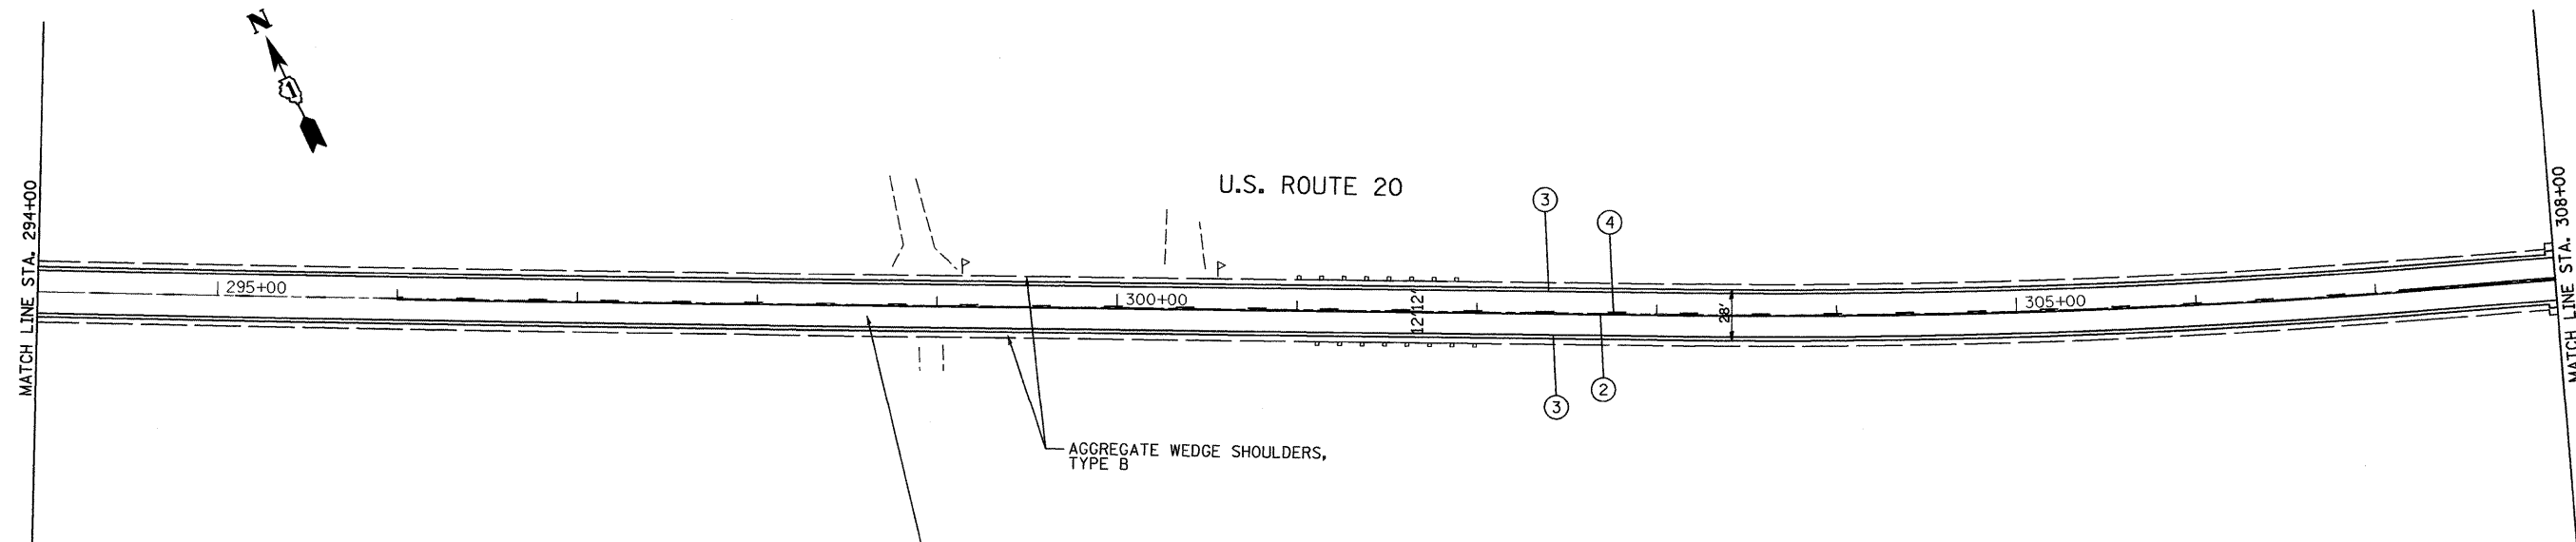 N
1
U.S. ROUTE 20
3
4
MATCH LINE STA. 294+00
MATCH LINE STA. 308+00
295+00
300+00
305+00
P
P
12'
12'
28'
3
2
AGGREGATE WEDGE SHOULDERS,
TYPE B